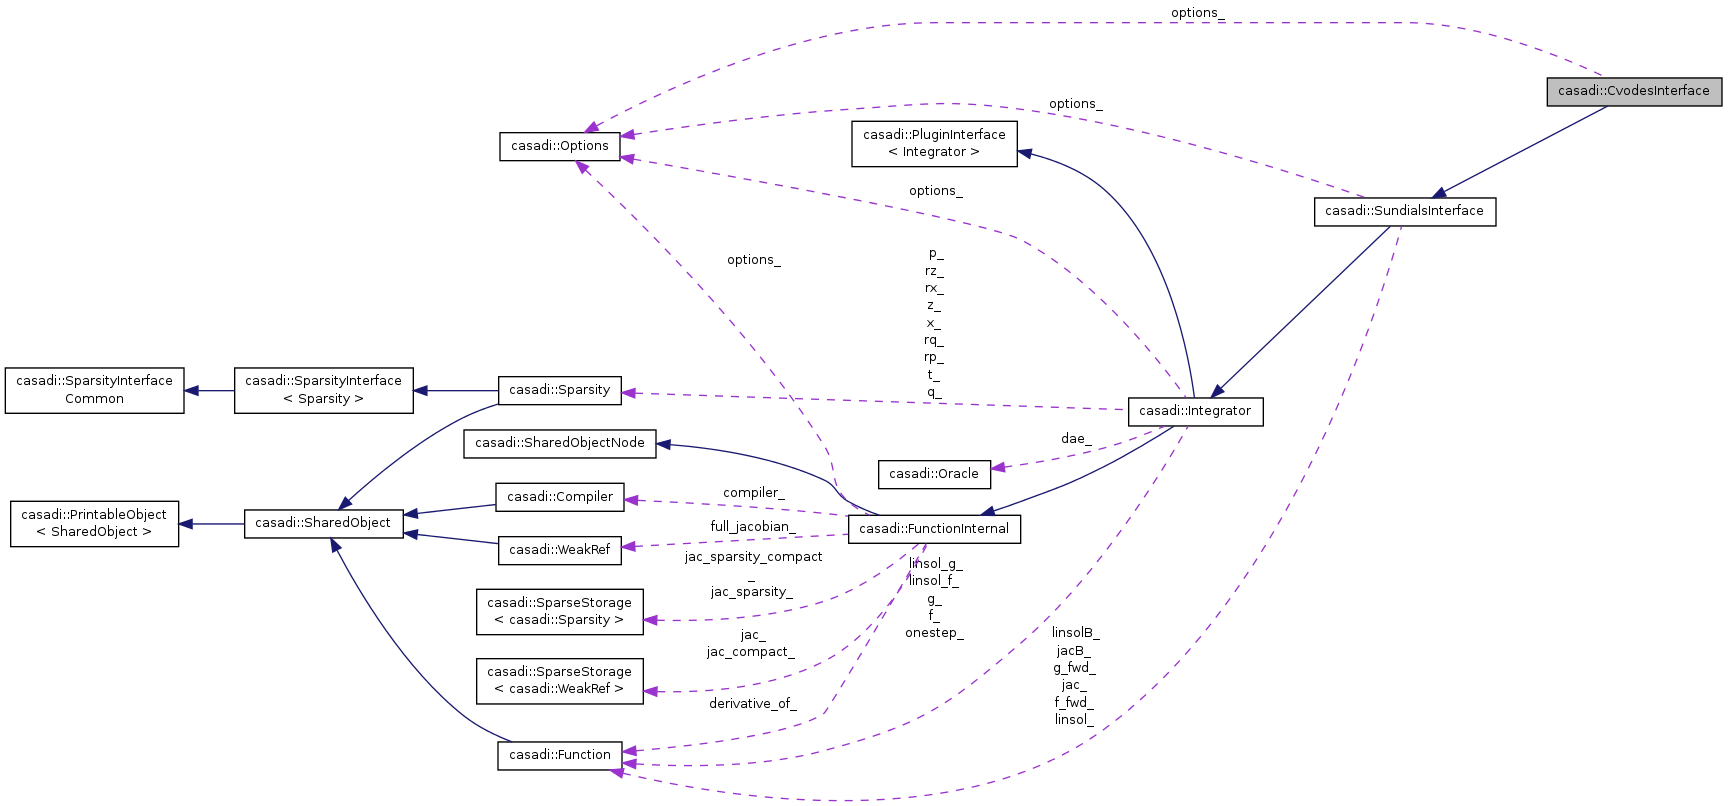 options_
casadi::CvodesInterface
options_
casadi::PluginInterface
< Integrator >
casadi::Options
options_
casadi::SundialsInterface
options_
p_
rz_
rx_
z_
x_
rq_
rp_
t_
q_
casadi::SparsityInterface
Common
casadi::SparsityInterface
< Sparsity >
casadi::Sparsity
casadi::Integrator
casadi::SharedObjectNode
dae_
casadi::Oracle
casadi::PrintableObject
< SharedObject >
casadi::SharedObject
casadi::Compiler
compiler_
casadi::FunctionInternal
full_jacobian_
casadi::WeakRef
jac_sparsity_compact
_
jac_sparsity_
linsol_g_
linsol_f_
g_
f_
onestep_
casadi::SparseStorage
< casadi::Sparsity >
jac_
jac_compact_
linsolB_
jacB_
g_fwd_
jac_
f_fwd_
linsol_
casadi::SparseStorage
< casadi::WeakRef >
derivative_of_
casadi::Function